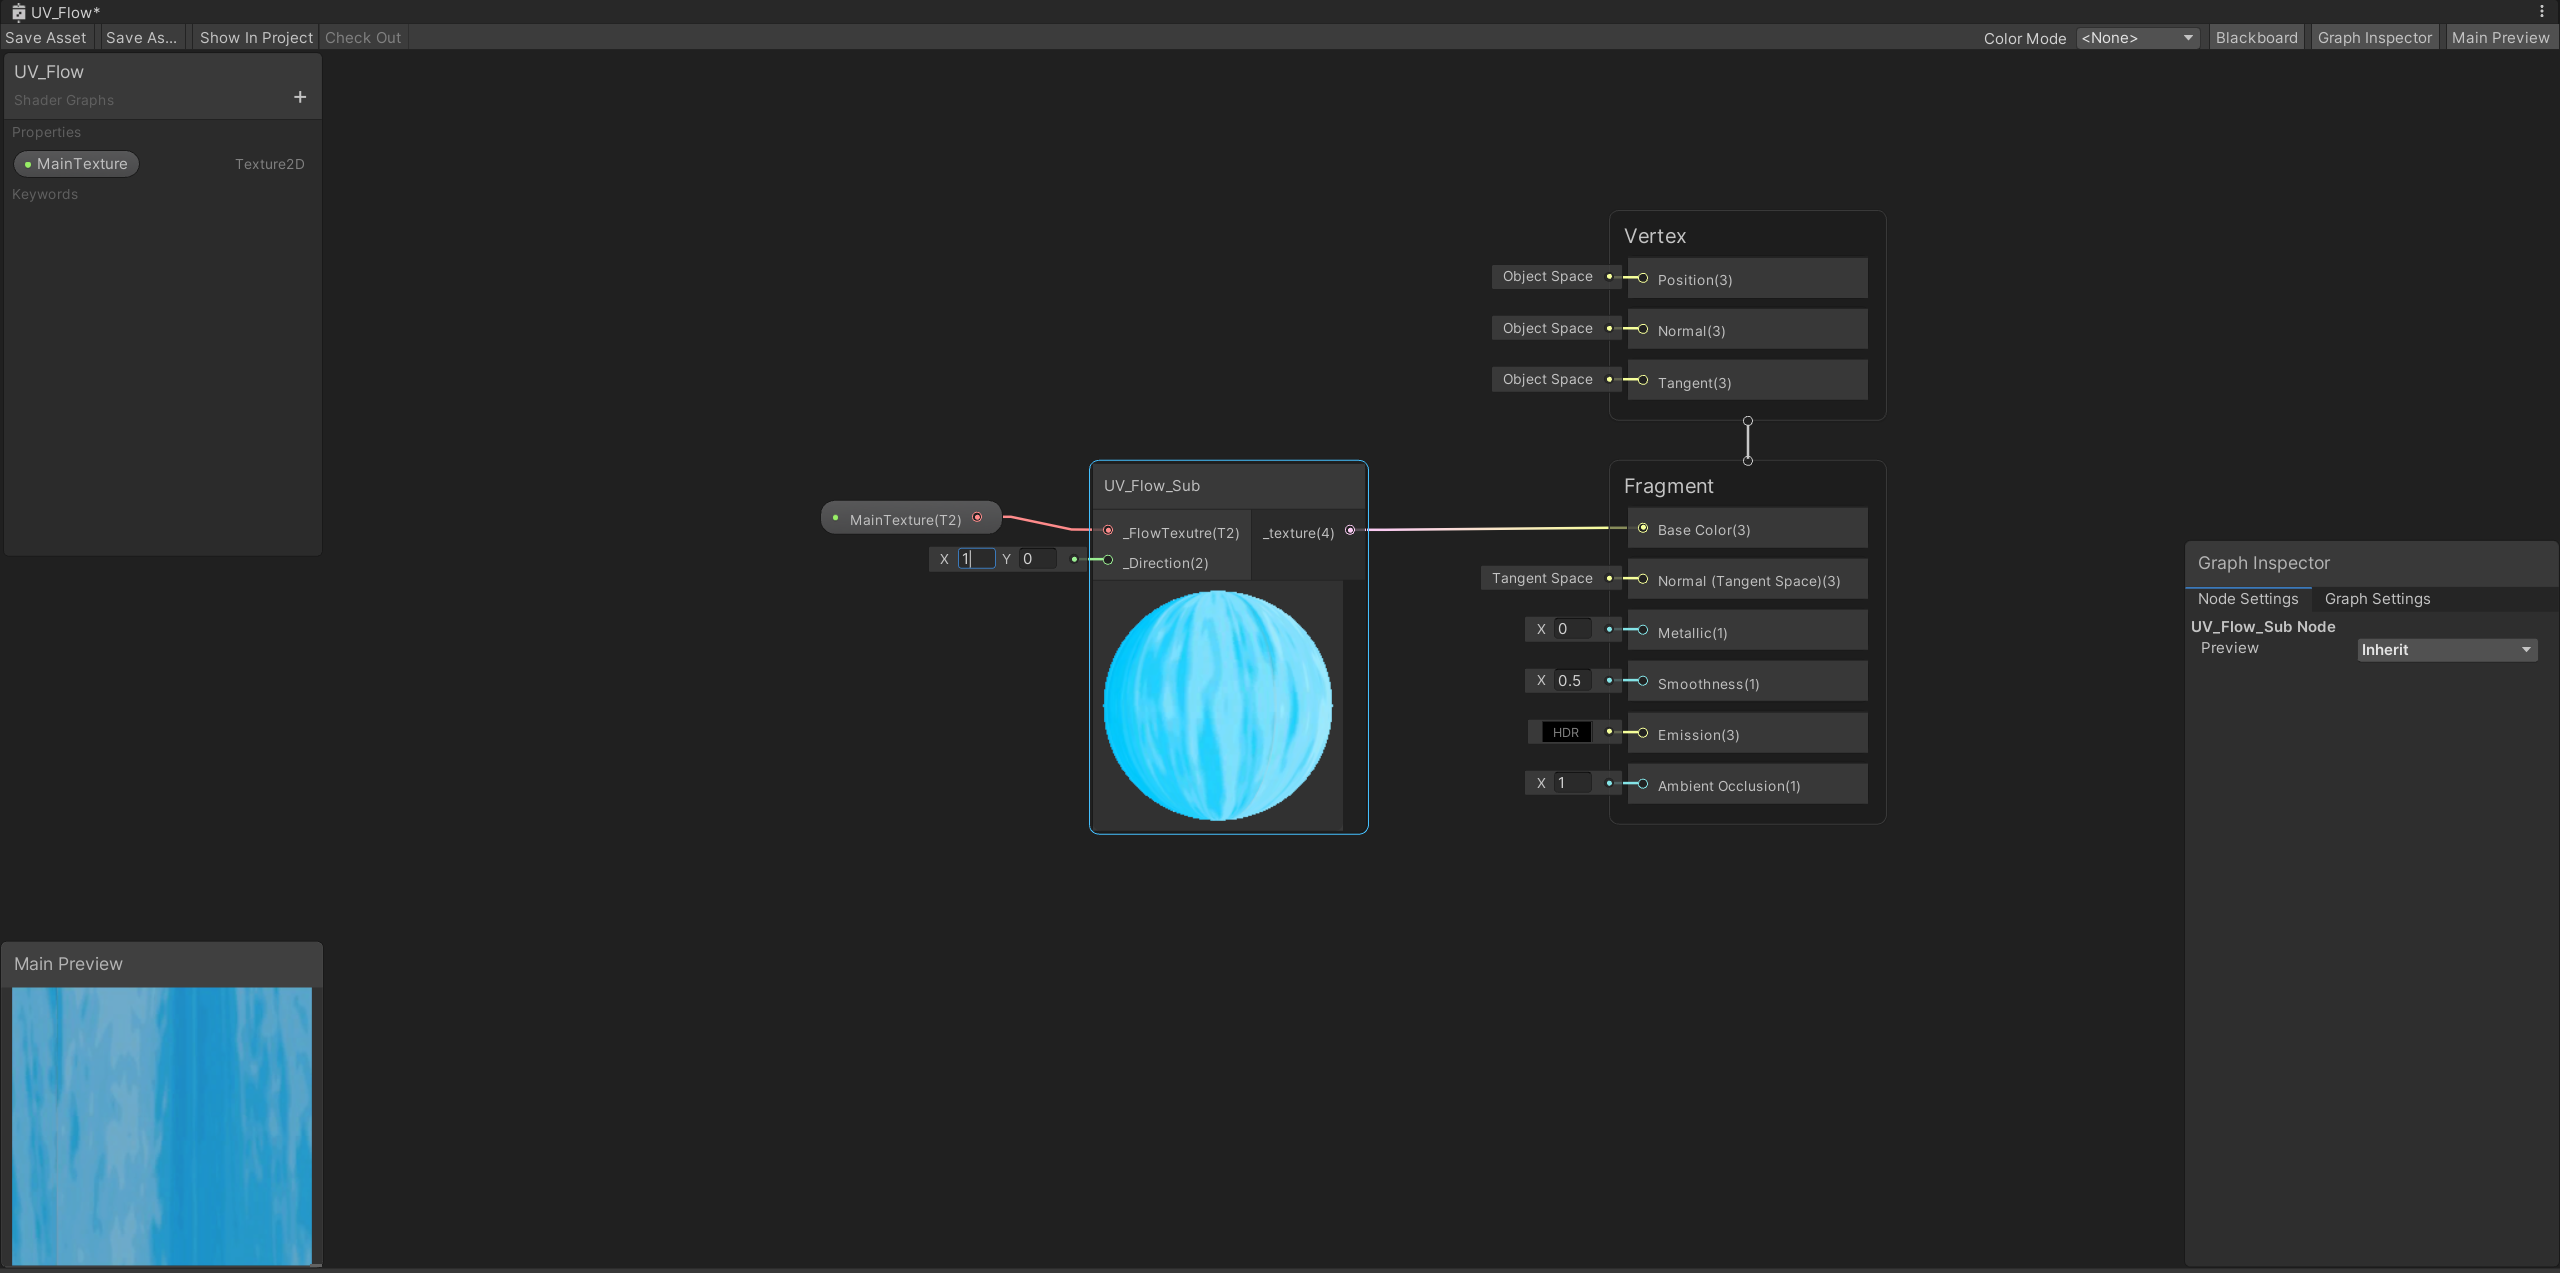 UV_Flow*
Save Asset Save As... Show In Project Check Out Color Mode <None> Blackboard Graph Inspector Main Preview
UV_Flow
Shader Graphs +
Properties
MainTexture Texture2D
Keywords
Vertex
Object Space Position(3)
Object Space Normal(3)
Object Space Tangent(3)
UV_Flow_Sub
MainTexture(T2) _FlowTexutre(T2) _texture(4)
X 1 Y 0 _Direction(2)
Fragment
Base Color(3)
Tangent Space Normal (Tangent Space)(3)
X 0 Metallic(1)
X 0.5 Smoothness(1)
HDR Emission(3)
X 1 Ambient Occlusion(1)
Graph Inspector
Node Settings Graph Settings
UV_Flow_Sub Node
Preview Inherit
Main Preview